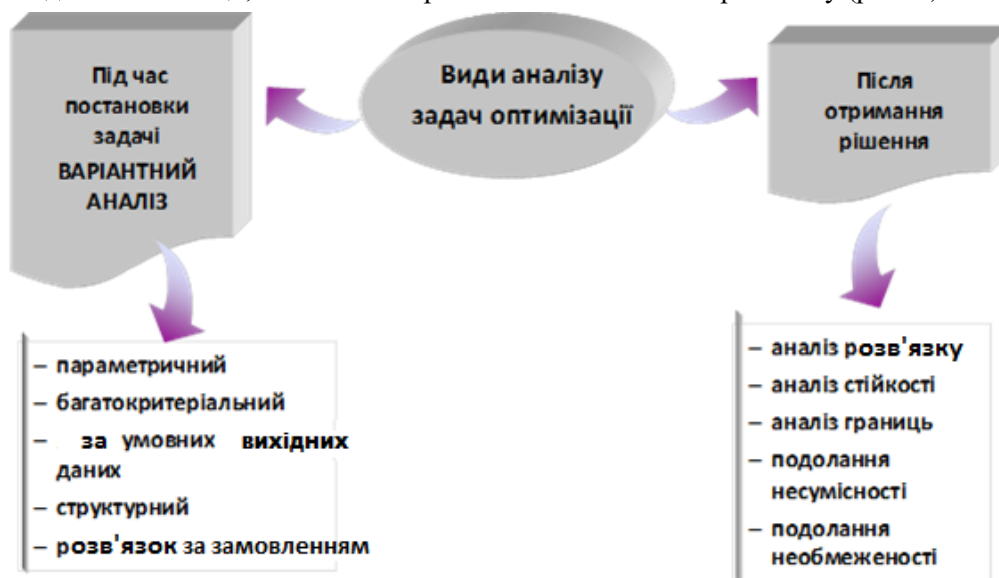 Види аналізу
задач оптимізації
Під час
постановки
задачі
ВАРІАНТНИЙ
АНАЛІЗ
– параметричний
– багатокритеріальний
– за умовних вихідних
даних
– структурний
– розв'язок за замовленням
Після
отримання
рішення
– аналіз розв'язку
– аналіз стійкості
– аналіз границь
– подолання
несумісності
– подолання
необмеженості